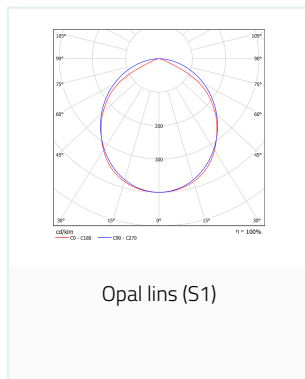 105° 105°
90° 90°
75° 75°
60° 200 60°
45° 300 45°
30° 15° 0° 15° 30°
cd/klm η = 100%
C0 - C180 C90 - C270
Opal lins (S1)